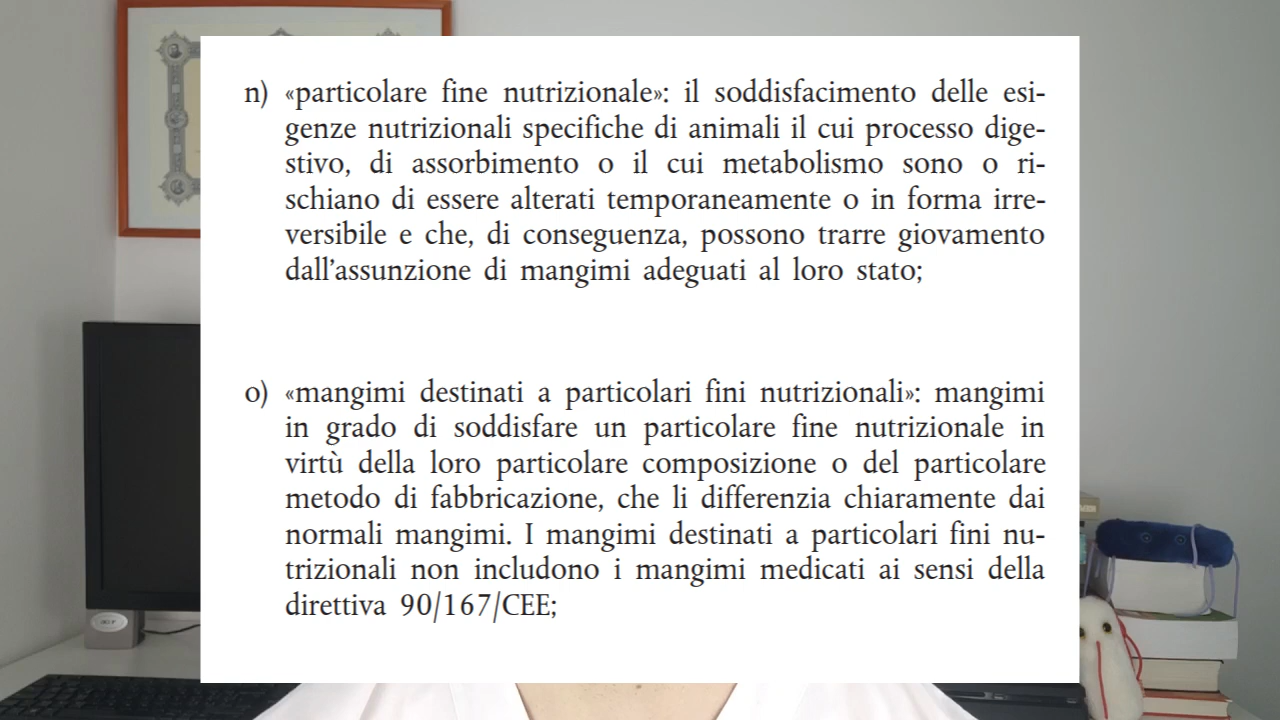 n) «particolare fine nutrizionale»: il soddisfacimento delle esi-
genze nutrizionali specifiche di animali il cui processo dige-
stivo, di assorbimento o il cui metabolismo sono o ri-
schiano di essere alterati temporaneamente o in forma irre-
versibile e che, di conseguenza, possono trarre giovamento
dall'assunzione di mangimi adeguati al loro stato;
o) «mangimi destinati a particolari fini nutrizionali»: mangimi
in grado di soddisfare un particolare fine nutrizionale in
virtù della loro particolare composizione o del particolare
metodo di fabbricazione, che li differenzia chiaramente dai
normali mangimi. I mangimi destinati a particolari fini nu-
trizionali non includono i mangimi medicati ai sensi della
direttiva 90/167/CEE;